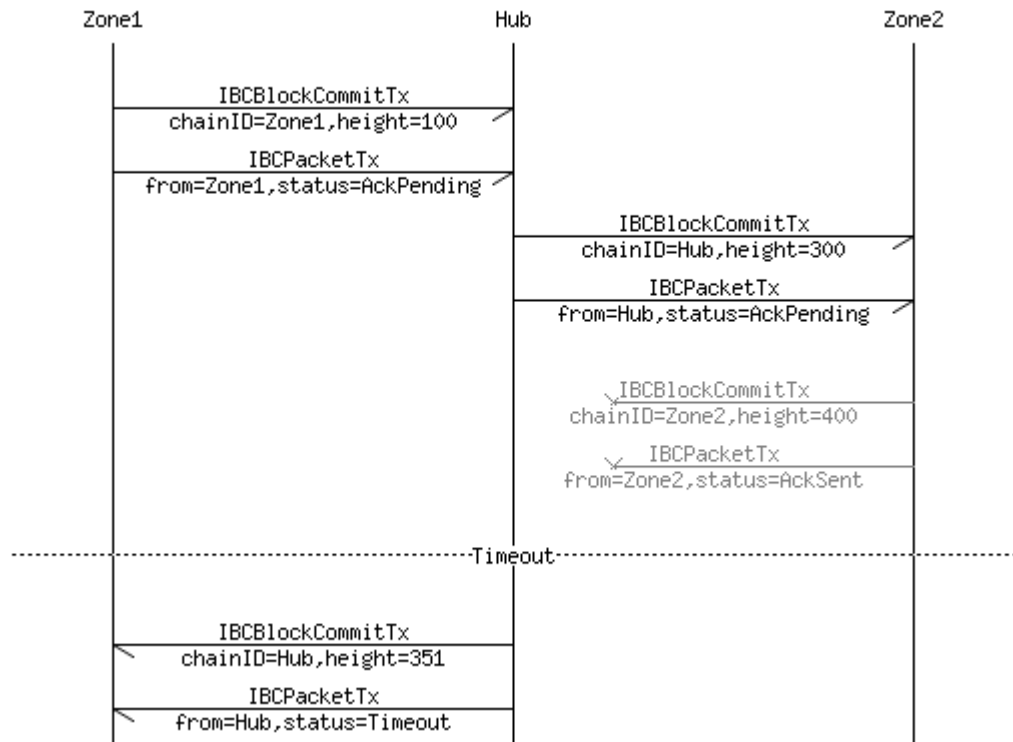 Zone1 Hub Zone2
IBCBlockCommitTx
chainID=Zone1,height=100
IBCPacketTx
from=Zone1,status=AckPending
IBCBlockCommitTx
chainID=Hub,height=300
IBCPacketTx
from=Hub,status=AckPending
IBCBlockCommitTx
chainID=Zone2,height=400
IBCPacketTx
from=Zone2,status=AckSent
Timeout
IBCBlockCommitTx
chainID=Hub,height=351
IBCPacketTx
from=Hub,status=Timeout